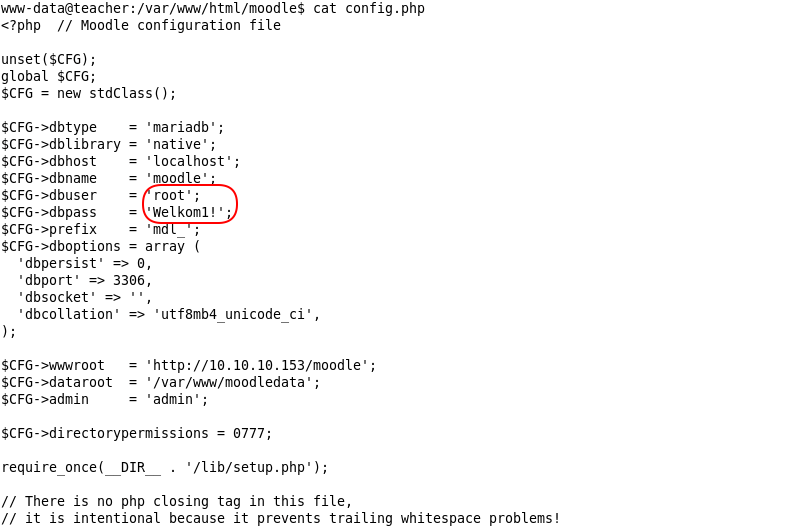 www-data@teacher:/var/www/html/moodle$ cat config.php
<?php  // Moodle configuration file

unset($CFG);
global $CFG;
$CFG = new stdClass();

$CFG->dbtype    = 'mariadb';
$CFG->dblibrary = 'native';
$CFG->dbhost    = 'localhost';
$CFG->dbname    = 'moodle';
$CFG->dbuser    = 'root';
$CFG->dbpass    = 'Welkom1!';
$CFG->prefix    = 'mdl_';
$CFG->dboptions = array (
  'dbpersist' => 0,
  'dbport' => 3306,
  'dbsocket' => '',
  'dbcollation' => 'utf8mb4_unicode_ci',
);

$CFG->wwwroot   = 'http://10.10.10.153/moodle';
$CFG->dataroot  = '/var/www/moodledata';
$CFG->admin     = 'admin';

$CFG->directorypermissions = 0777;

require_once(__DIR__ . '/lib/setup.php');

// There is no php closing tag in this file,
// it is intentional because it prevents trailing whitespace problems!